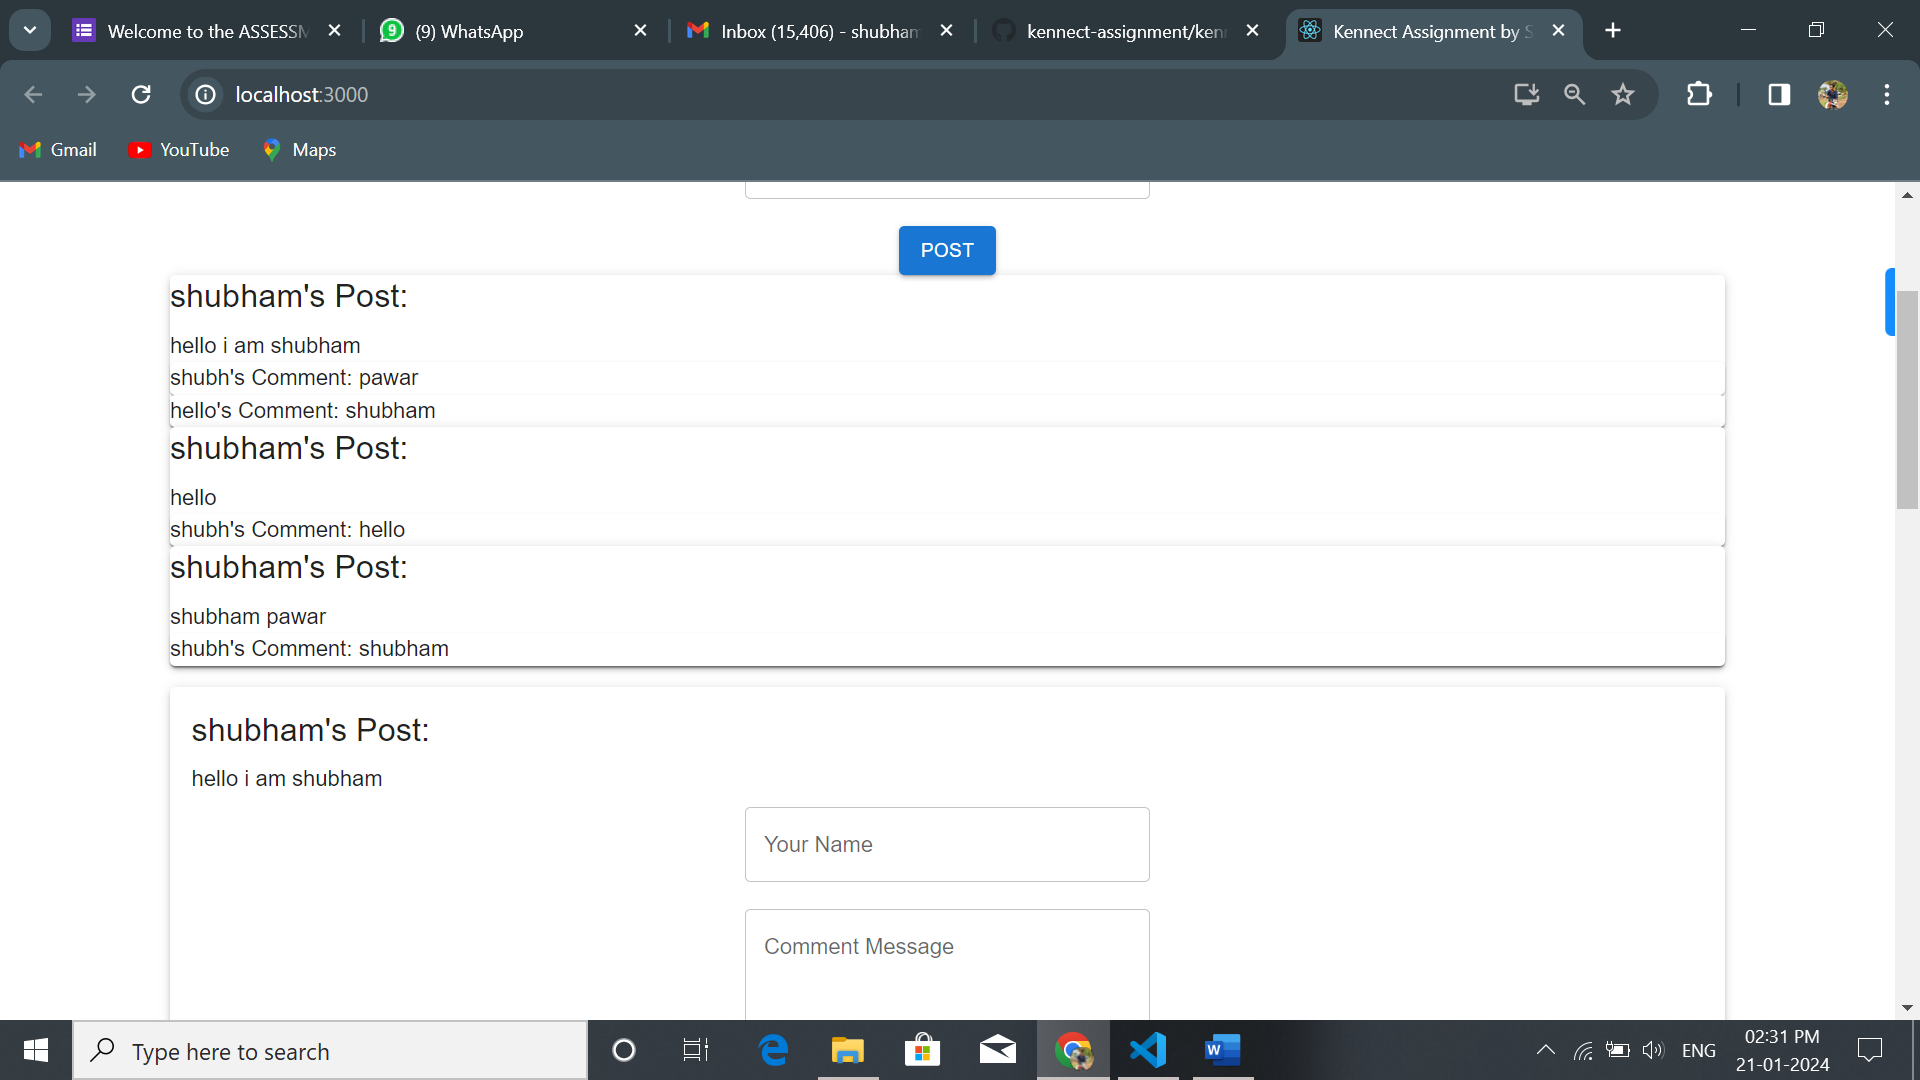 Welcome to the ASSESSM
9 (9) WhatsApp
Inbox (15,406) - shubham
kennect-assignment/kenn
Kennect Assignment by S
localhost:3000
Gmail
YouTube
Maps
POST
shubham's Post:
hello i am shubham
shubh's Comment: pawar
hello's Comment: shubham
shubham's Post:
hello
shubh's Comment: hello
shubham's Post:
shubham pawar
shubh's Comment: shubham
shubham's Post:
hello i am shubham
Your Name
Comment Message
Type here to search
W
ENG
02:31 PM
21-01-2024